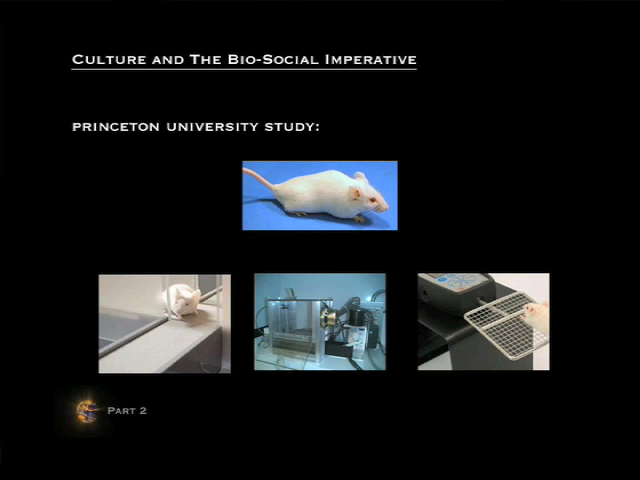 Culture and The Bio-Social Imperative
Princeton University Study:
Part 2